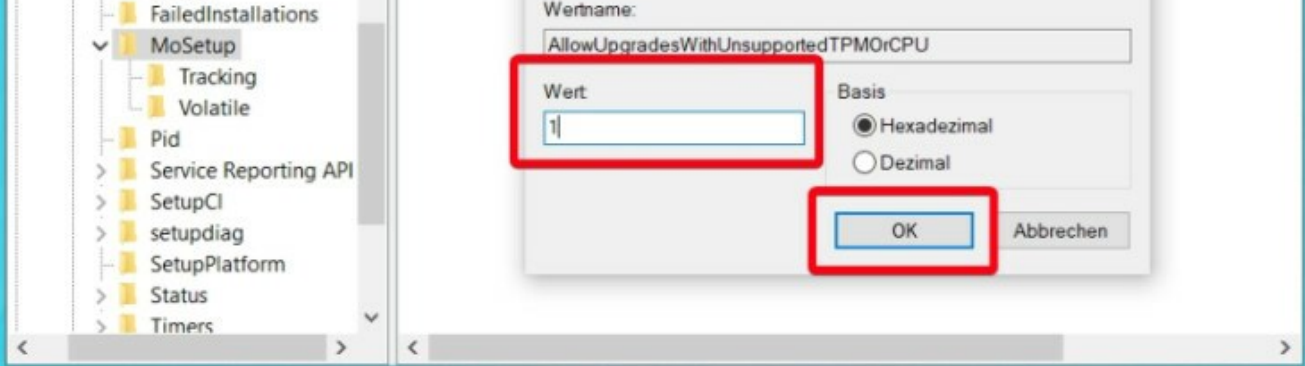 FailedInstallations
MoSetup
Tracking
Volatile
Pid
Service Reporting API
SetupCl
setupdiag
SetupPlatform
Status
Timers
Wertname:
AllowUpgradesWithUnsupportedTPMOrCPU
Wert
1
Basis
Hexadezimal
Dezimal
OK
Abbrechen